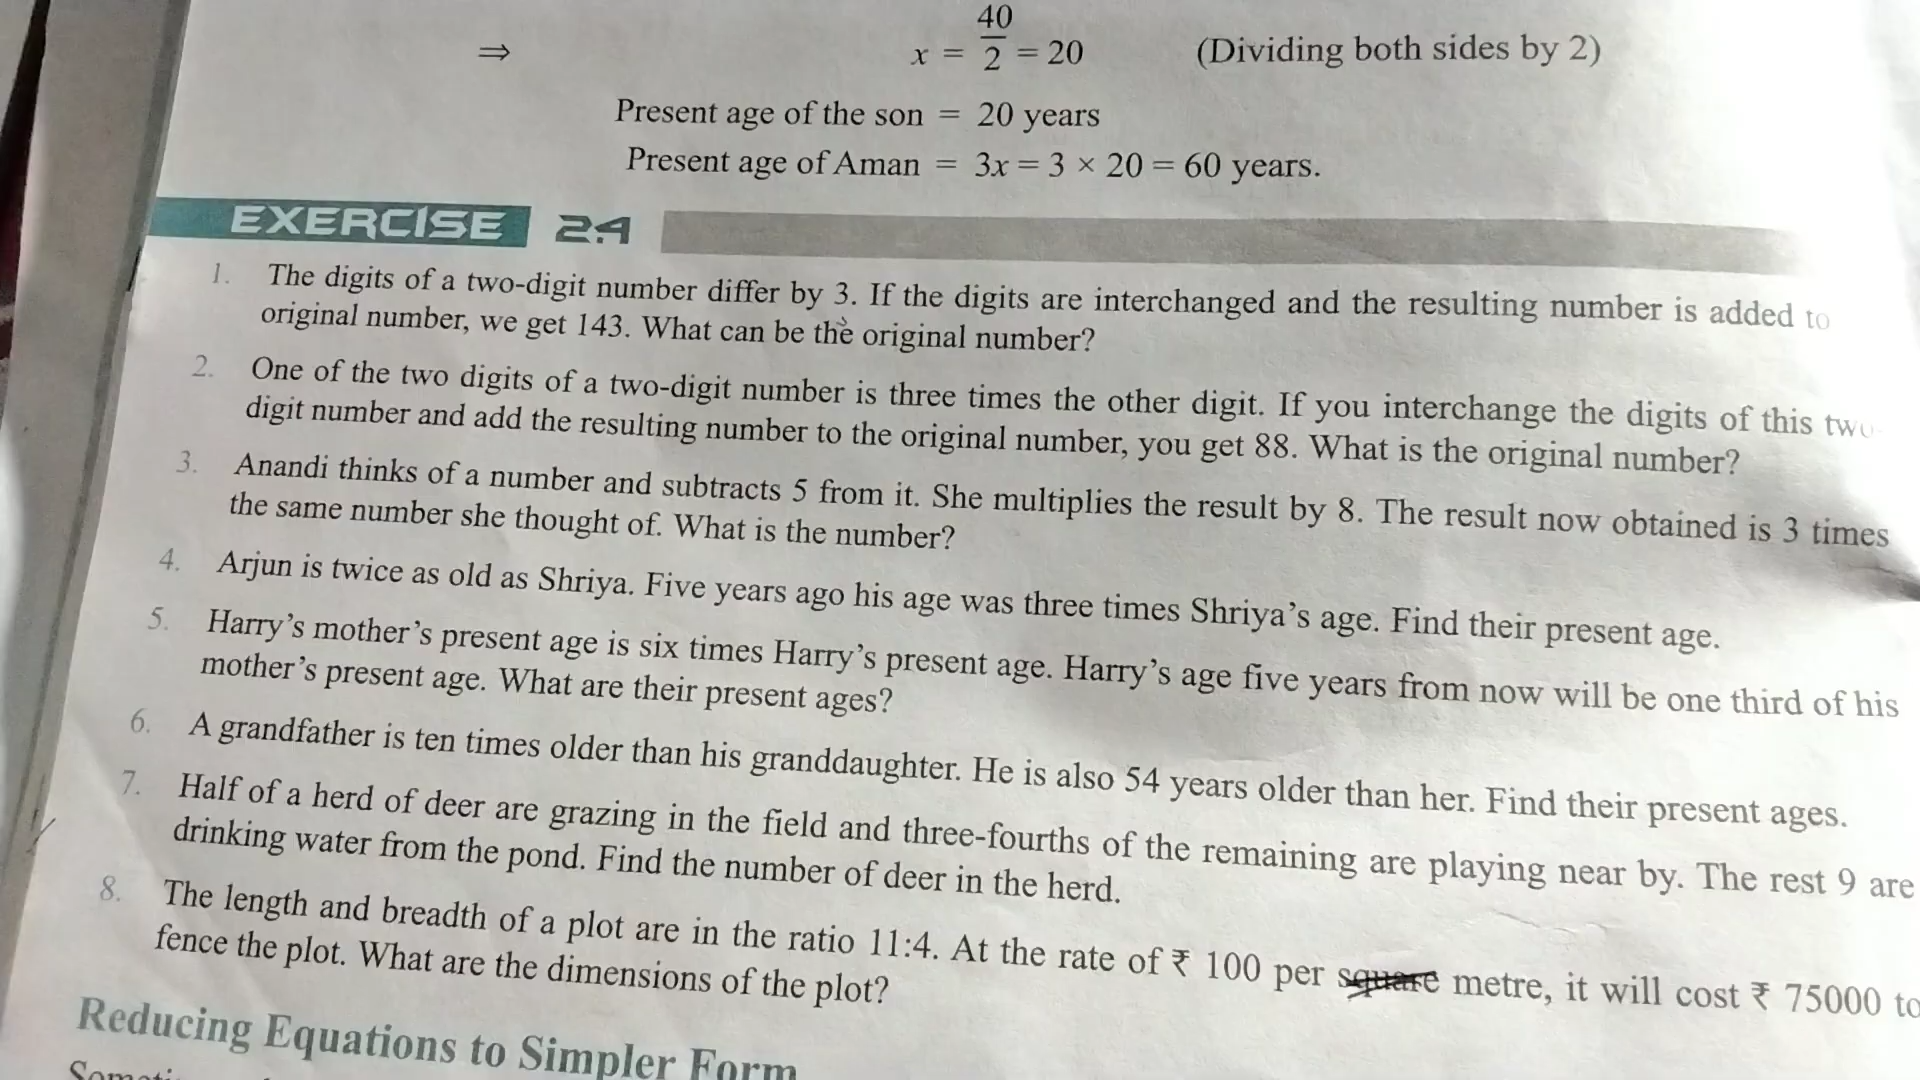 ⇒ x = 40/2 = 20 (Dividing both sides by 2)
Present age of the son = 20 years
Present age of Aman = 3x = 3 × 20 = 60 years.
EXERCISE 2.4
1. The digits of a two-digit number differ by 3. If the digits are interchanged and the resulting number is added to
original number, we get 143. What can be the original number?
2. One of the two digits of a two-digit number is three times the other digit. If you interchange the digits of this two-
digit number and add the resulting number to the original number, you get 88. What is the original number?
3. Anandi thinks of a number and subtracts 5 from it. She multiplies the result by 8. The result now obtained is 3 times
the same number she thought of. What is the number?
4. Arjun is twice as old as Shriya. Five years ago his age was three times Shriya's age. Find their present age.
5. Harry's mother's present age is six times Harry's present age. Harry's age five years from now will be one third of his
mother's present age. What are their present ages?
6. A grandfather is ten times older than his granddaughter. He is also 54 years older than her. Find their present ages.
7. Half of a herd of deer are grazing in the field and three-fourths of the remaining are playing near by. The rest 9 are
drinking water from the pond. Find the number of deer in the herd.
8. The length and breadth of a plot are in the ratio 11:4. At the rate of ₹ 100 per square metre, it will cost ₹ 75000 to
fence the plot. What are the dimensions of the plot?
Reducing Equations to Simpler Form